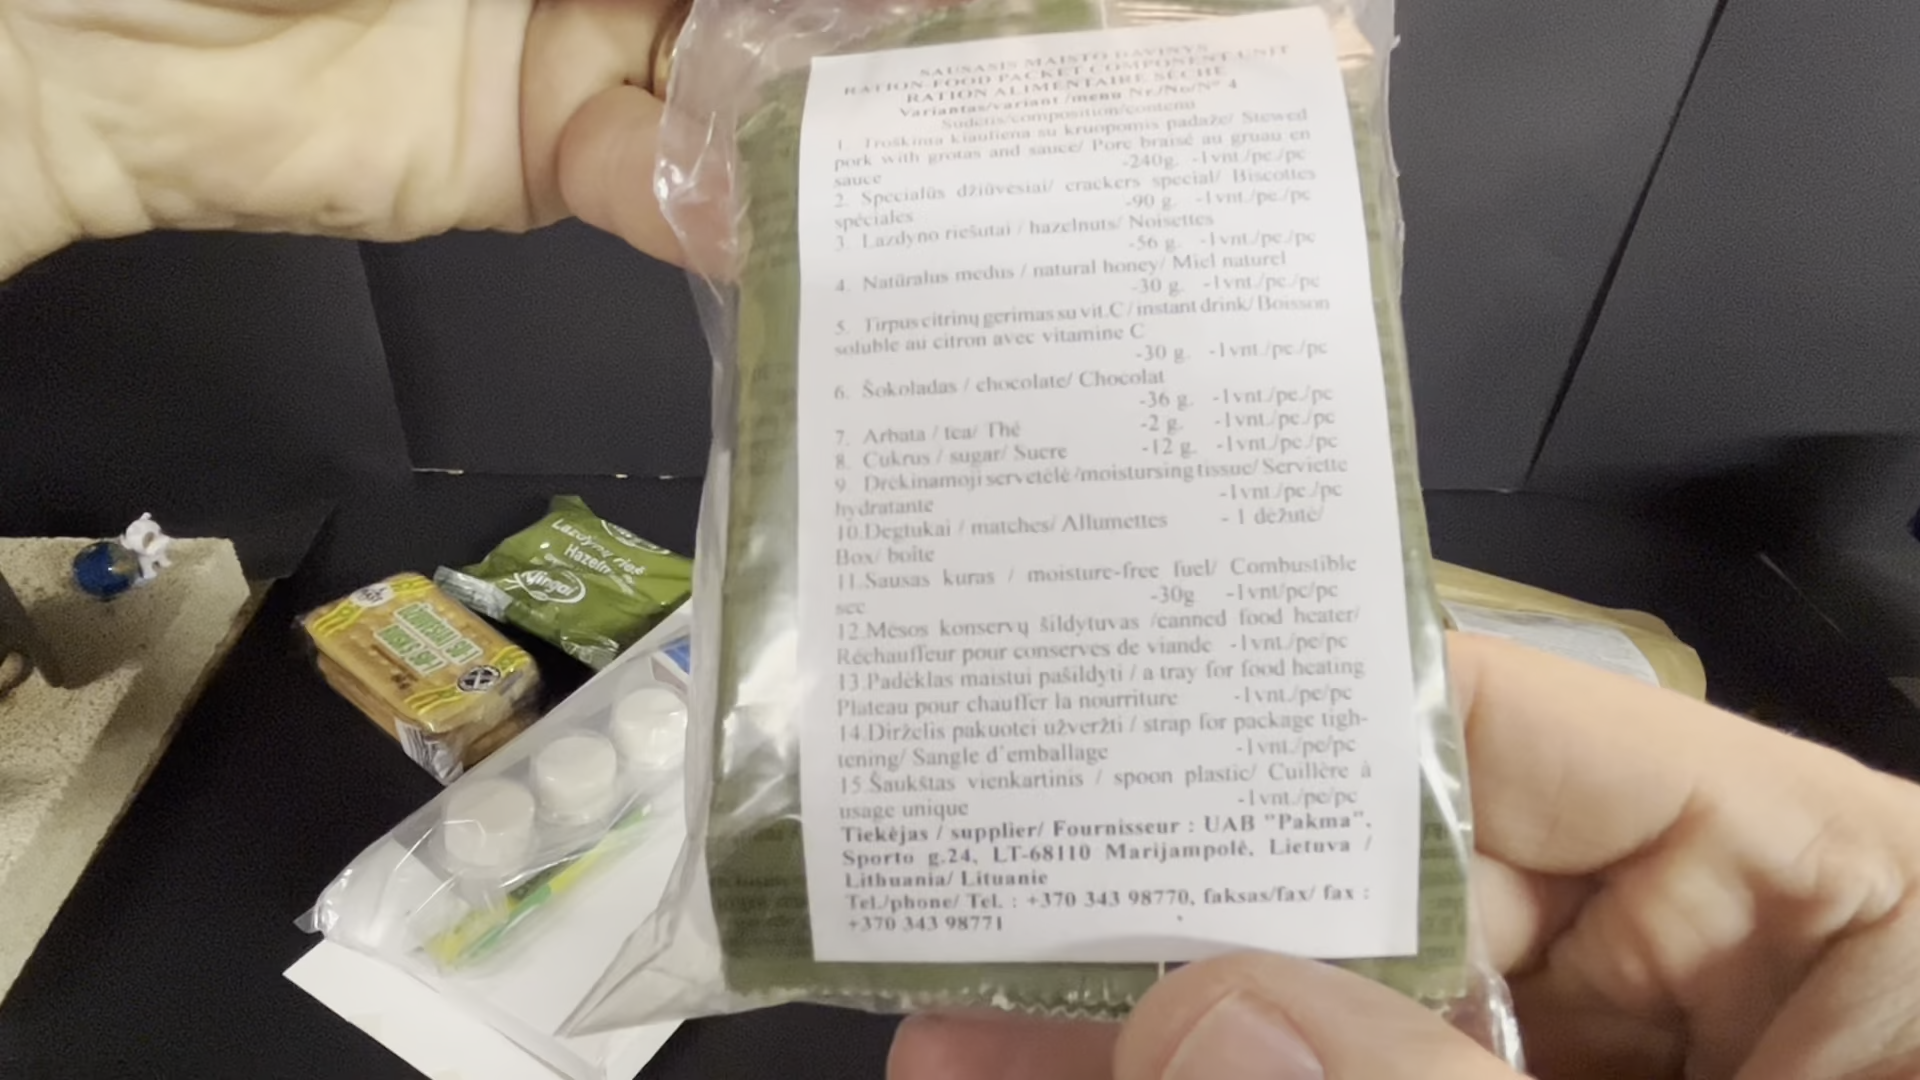 SAUSASIS MAISTO DAVINYS
RATION-FOOD PACKET COMPONENT UNIT
RATION ALIMENTAIRE SÉCHÉ
Variantas/variant /menu Nr./No/N° 4
Sudėtis/composition/contenu
1. Troškinta kiauliena su kruopomis padaže/ Stewed
pork with grotas and sauce/ Porc braisé au gruau en
sauce -240g. -1vnt./pc./pc
2. Specialūs džiūvėsiai/ crackers special/ Biscottes
spéciales -90 g. -1vnt./pc./pc
3. Lazdyno riešutai / hazelnuts/ Noisettes
-56 g. -1vnt./pc./pc
4. Natūralus medus / natural honey/ Miel naturel
-30 g. -1vnt./pc./pc
5. Tirpus citrinų gėrimas su vit.C / instant drink/ Boisson
soluble au citron avec vitamine C
-30 g. -1vnt./pc./pc
6. Šokoladas / chocolate/ Chocolat
-36 g. -1vnt./pc./pc
7. Arbata / tea/ Thé -2 g. -1vnt./pc./pc
8. Cukrus / sugar/ Sucre -12 g. -1vnt./pc./pc
9. Drėkinamoji servetėlė /moistursing tissue/ Serviette
hydratante -1vnt./pc./pc
10.Degtukai / matches/ Allumettes - 1 dėžutė/
Box/ boîte
11.Sausas kuras / moisture-free fuel/ Combustible
sec -30g -1vnt/pc/pc
12.Mėsos konservų šildytuvas /canned food heater/
Réchauffeur pour conserves de viande -1vnt./pe/pc
13.Padėklas maistui pašildyti / a tray for food heating
Plateau pour chauffer la nourriture -1vnt./pe/pc
14.Dirželis pakuotei užveržti / strap for package tigh-
tening/ Sangle d'emballage -1vnt./pe/pc
15.Šaukštas vienkartinis / spoon plastic/ Cuillère à
usage unique -1vnt./pe/pc
Tiekėjas / supplier/ Fournisseur : UAB "Pakma".
Sporto g.24, LT-68110 Marijampolė, Lietuva /
Lithuania/ Lituanie
Tel./phone/ Tel. : +370 343 98770, faksas/fax/ fax :
+370 343 98771
Lazdynų rieš
Hazeln